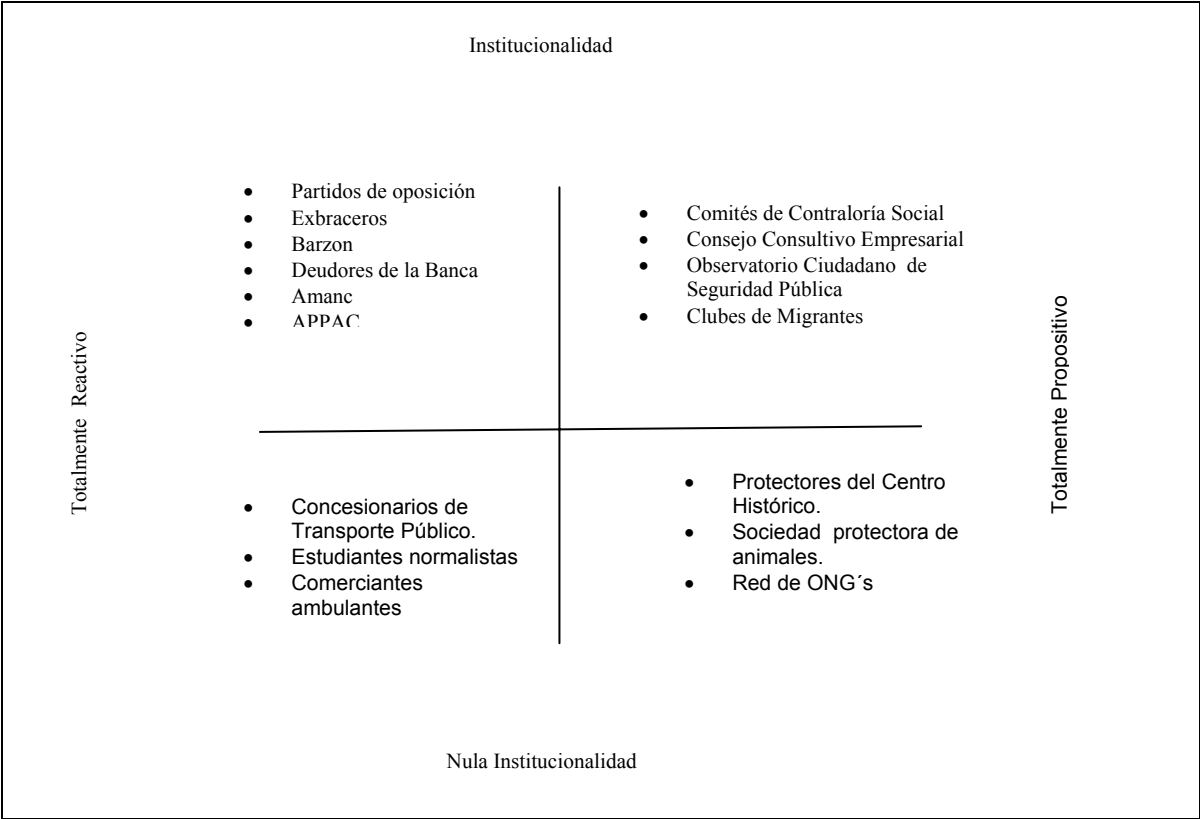 Institucionalidad
• Partidos de oposición
• Exbraceros
• Barzon
• Deudores de la Banca
• Amanc
• APPAC
• Comités de Contraloría Social
• Consejo Consultivo Empresarial
• Observatorio Ciudadano de
Seguridad Pública
• Clubes de Migrantes
Totalmente Reactivo
Totalmente Propositivo
• Concesionarios de
Transporte Público.
• Estudiantes normalistas
• Comerciantes
ambulantes
• Protectores del Centro
Histórico.
• Sociedad protectora de
animales.
• Red de ONG´s
Nula Institucionalidad